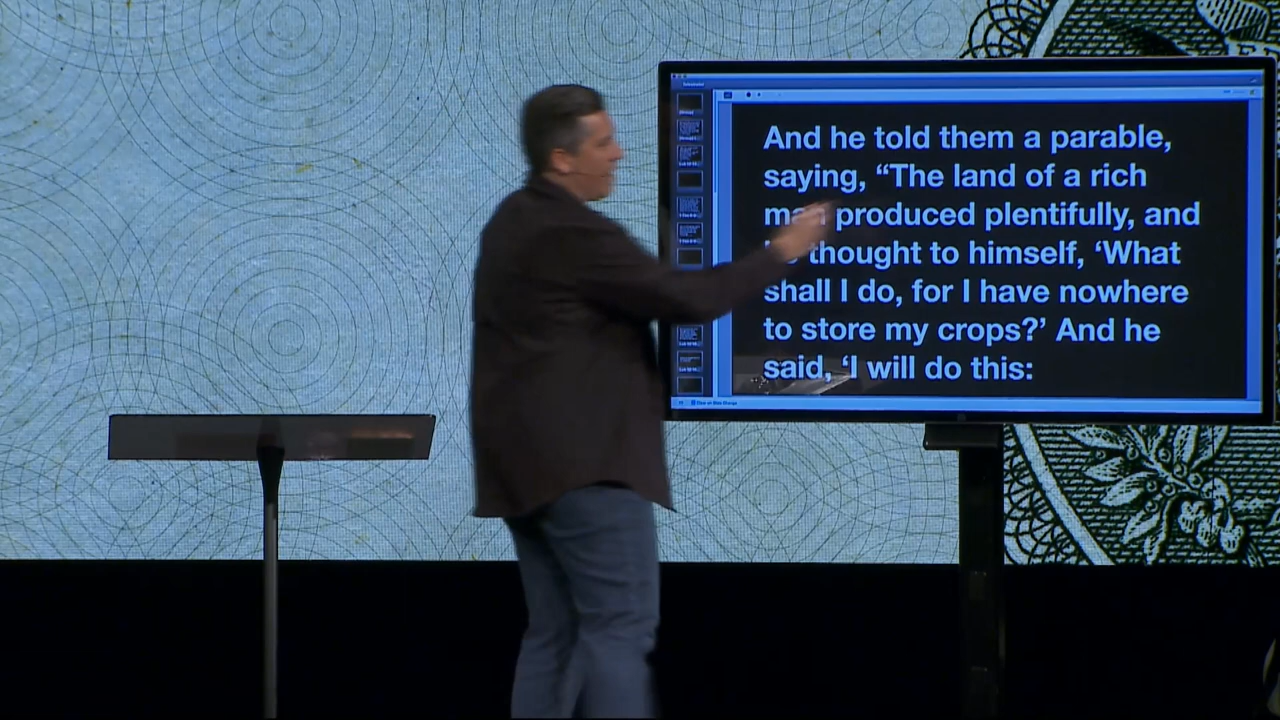 And he told them a parable,
saying, “The land of a rich
man produced plentifully, and
thought to himself, ‘What
shall I do, for I have nowhere
to store my crops?’ And he
said, ‘I will do this: